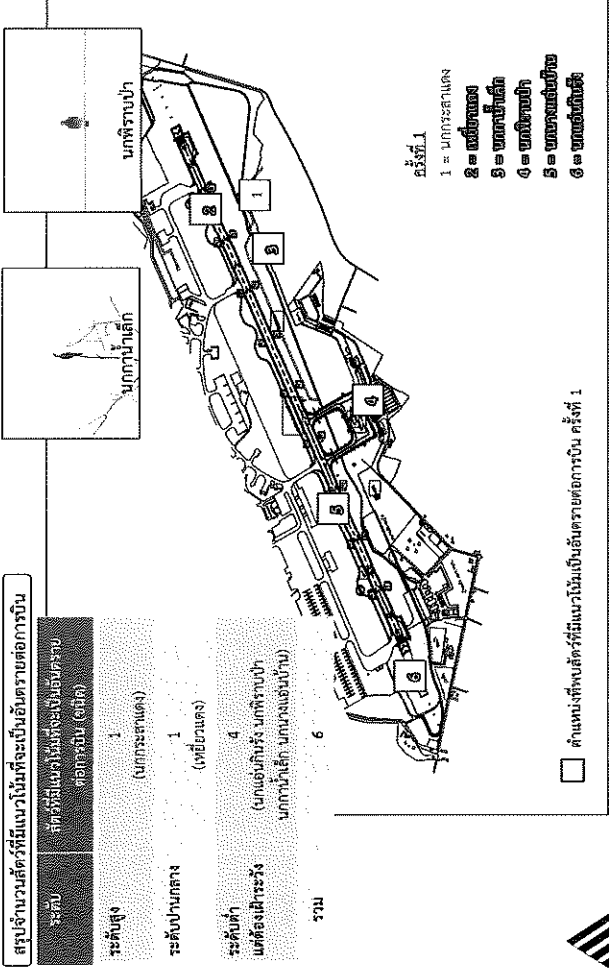 สรุปจำนวนสัตว์ที่มีแนวโน้มที่จะเป็นอันตรายต่อการบิน
ระดับ
สัตว์ที่มีแนวโน้มที่จะเป็นอันตราย
ต่อการบิน (ชนิด)
ระดับสูง
1
(นกกระสาแดง)
ระดับปานกลาง
1
(เหยี่ยวแดง)
ระดับต่ำ
แต่ต้องเฝ้าระวัง
4
(นกแอ่นกินรัง นกพิราบป่า
นกกาน้ำเล็ก นกนางแอ่นบ้าน)
รวม
6
นกกาน้ำเล็ก
นกพิราบป่า
1
2
3
4
5
6
ครั้งที่ 1
1 = นกกระสาแดง
2 = เหยี่ยวแดง
3 = นกกาน้ำเล็ก
4 = นกพิราบป่า
5 = นกนางแอ่นบ้าน
6 = นกแอ่นกินรัง
ตำแหน่งที่พบสัตว์ที่มีแนวโน้มเป็นอันตรายต่อการบิน ครั้งที่ 1